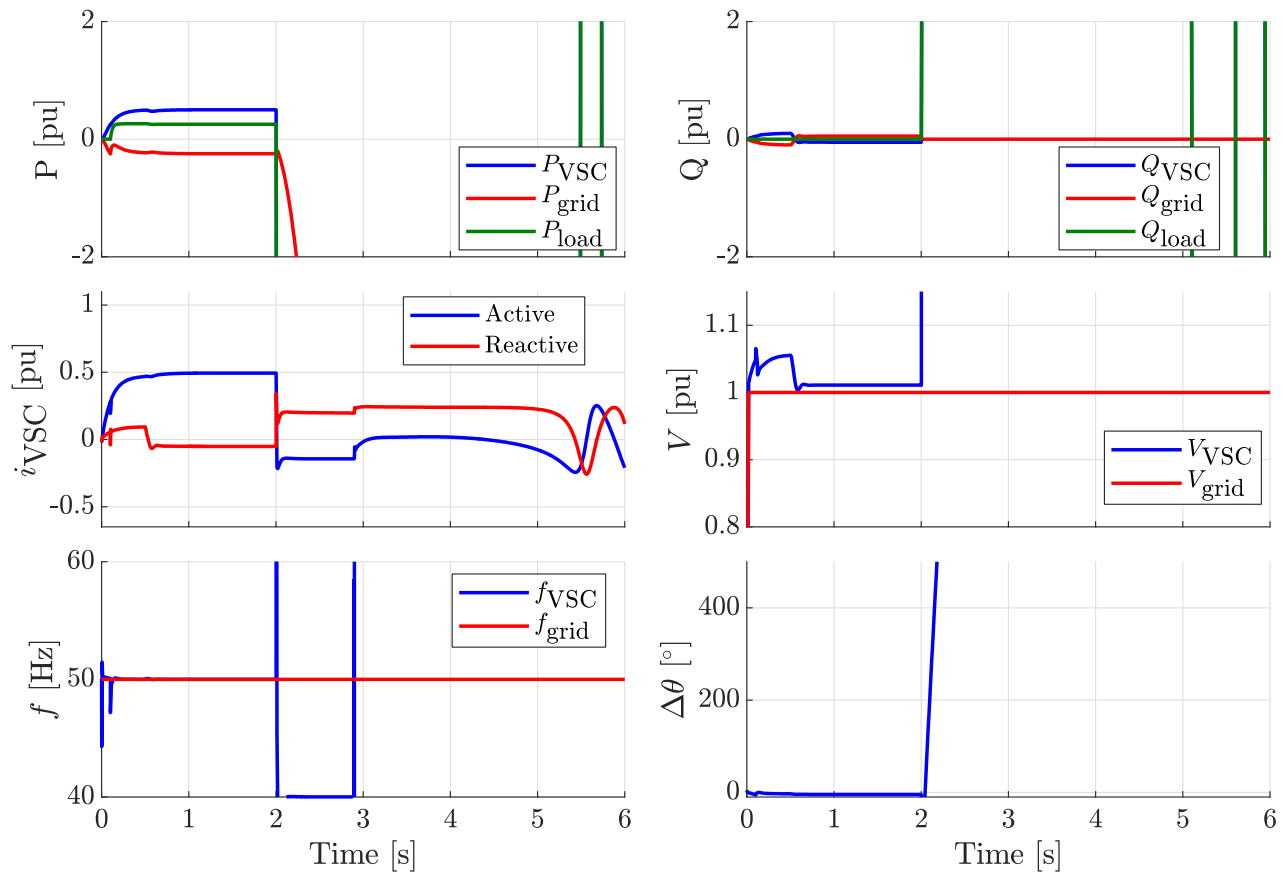 2
0
-2
P [pu]
P_VSC
P_grid
P_load
2
0
-2
Q [pu]
Q_VSC
Q_grid
Q_load
1
0.5
0
-0.5
i_VSC [pu]
Active
Reactive
1.1
1
0.9
0.8
V [pu]
V_VSC
V_grid
60
50
40
f [Hz]
f_VSC
f_grid
0 1 2 3 4 5 6
Time [s]
400
200
0
Δθ [°]
0 1 2 3 4 5 6
Time [s]